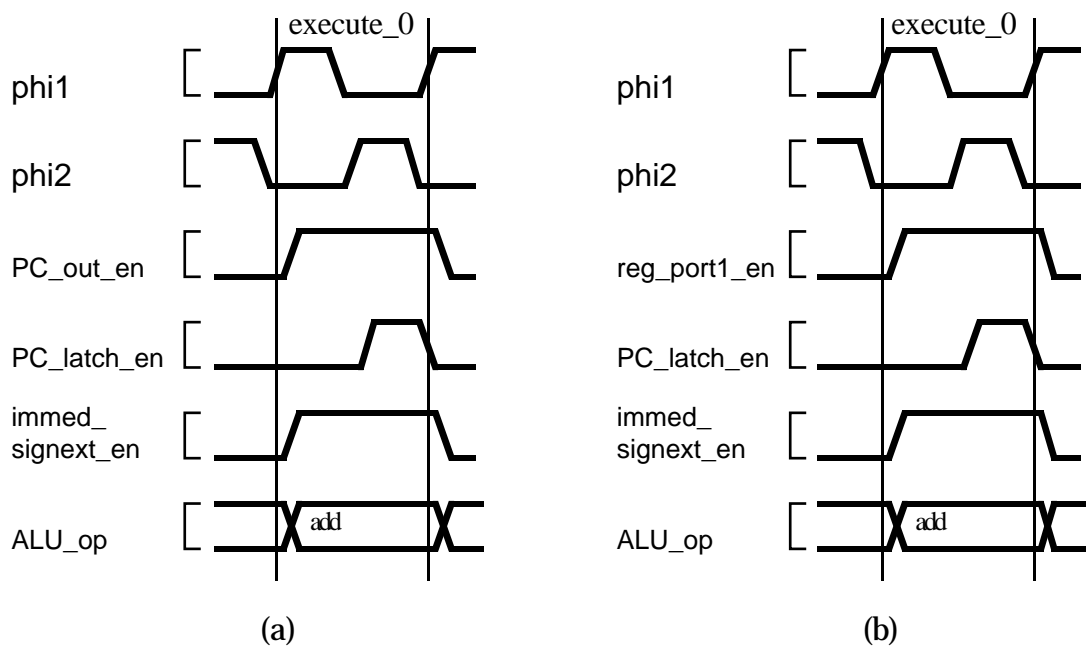 execute_0
phi1
phi2
PC_out_en
PC_latch_en
immed_
signext_en
ALU_op
add
(a)
execute_0
phi1
phi2
reg_port1_en
PC_latch_en
immed_
signext_en
ALU_op
add
(b)